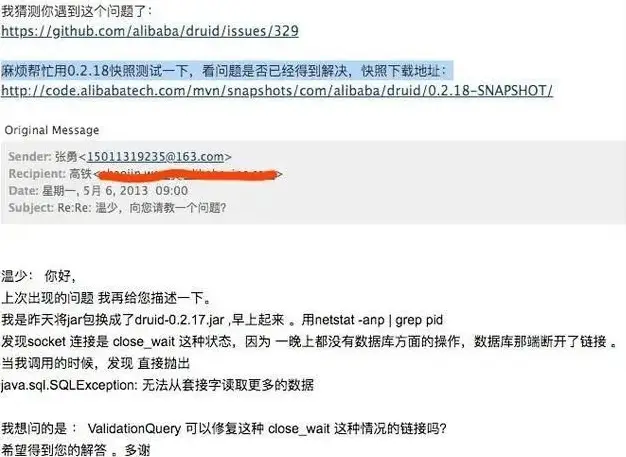 我猜测你遇到这个问题了：
https://github.com/alibaba/druid/issues/329
麻烦帮忙用0.2.18快照测试一下，看问题是否已经得到解决，快照下载地址：
http://code.alibabatech.com/mvn/snapshots/com/alibaba/druid/0.2.18-SNAPSHOT/
Original Message
Sender: 张勇<15011319235@163.com>
Recipient: 高铁<
Date: 星期一, 5月 6, 2013 09:00
Subject: Re:Re: 温少，向您请教一个问题?
温少： 你好，
上次出现的问题 我再给您描述一下。
我是昨天将jar包换成了druid-0.2.17.jar ,早上起来 。用netstat -anp | grep pid
发现socket 连接是 close_wait 这种状态，因为 一晚上都没有数据库方面的操作，数据库那端断开了链接 。
当我调用的时候，发现 直接抛出
java.sql.SQLException: 无法从套接字读取更多的数据
我想问的是 ： ValidationQuery 可以修复这种 close_wait 这种情况的链接吗?
希望得到您的解答 。多谢